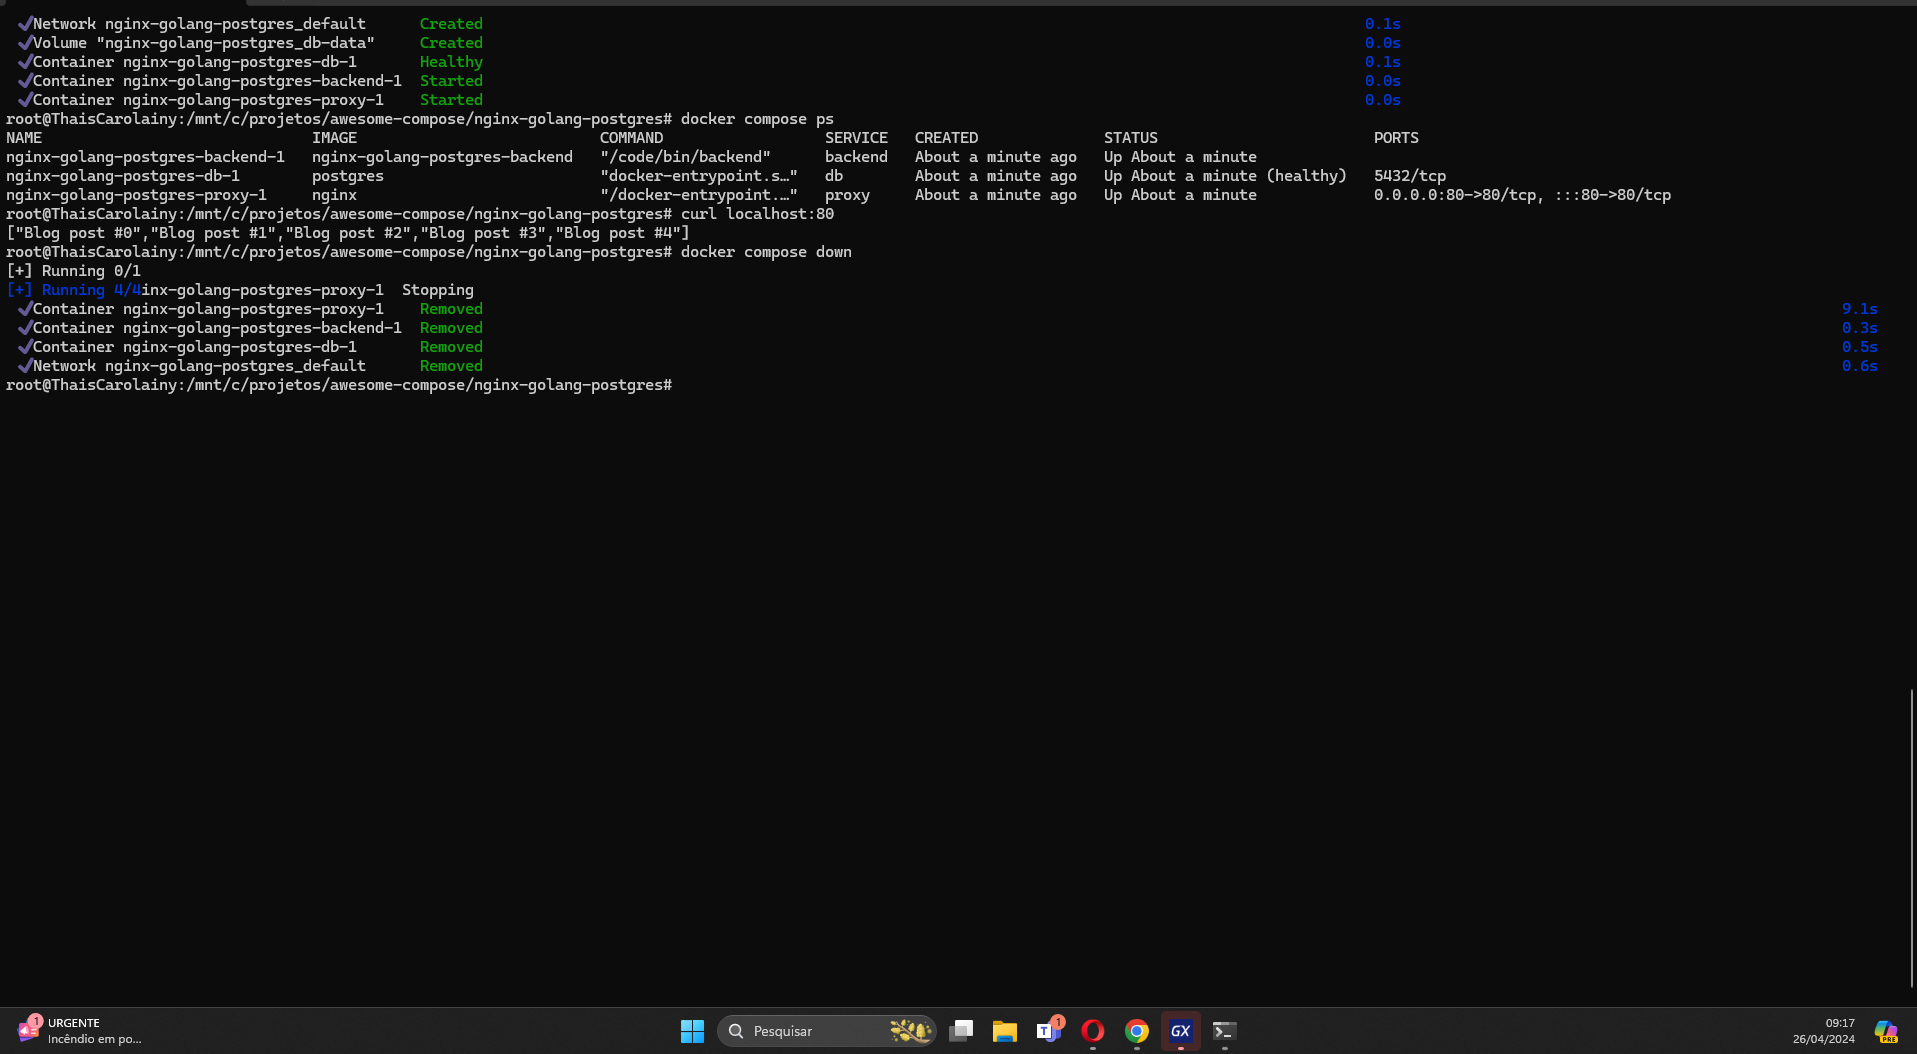 ✔Network nginx-golang-postgres_default Created 0.1s
✔Volume "nginx-golang-postgres_db-data" Created 0.0s
✔Container nginx-golang-postgres-db-1 Healthy 0.1s
✔Container nginx-golang-postgres-backend-1 Started 0.0s
✔Container nginx-golang-postgres-proxy-1 Started 0.0s
root@ThaisCarolainy:/mnt/c/projetos/awesome-compose/nginx-golang-postgres# docker compose ps
NAME IMAGE COMMAND SERVICE CREATED STATUS PORTS
nginx-golang-postgres-backend-1 nginx-golang-postgres-backend "/code/bin/backend" backend About a minute ago Up About a minute
nginx-golang-postgres-db-1 postgres "docker-entrypoint.s…" db About a minute ago Up About a minute (healthy) 5432/tcp
nginx-golang-postgres-proxy-1 nginx "/docker-entrypoint.…" proxy About a minute ago Up About a minute 0.0.0.0:80->80/tcp, :::80->80/tcp
root@ThaisCarolainy:/mnt/c/projetos/awesome-compose/nginx-golang-postgres# curl localhost:80
["Blog post #0","Blog post #1","Blog post #2","Blog post #3","Blog post #4"]
root@ThaisCarolainy:/mnt/c/projetos/awesome-compose/nginx-golang-postgres# docker compose down
[+] Running 0/1
[+] Running 4/4inx-golang-postgres-proxy-1 Stopping
✔Container nginx-golang-postgres-proxy-1 Removed 9.1s
✔Container nginx-golang-postgres-backend-1 Removed 0.3s
✔Container nginx-golang-postgres-db-1 Removed 0.5s
✔Network nginx-golang-postgres_default Removed 0.6s
root@ThaisCarolainy:/mnt/c/projetos/awesome-compose/nginx-golang-postgres#
1
URGENTE
Incêndio em po...
Pesquisar
T
1
GX
09:17
26/04/2024
PRE